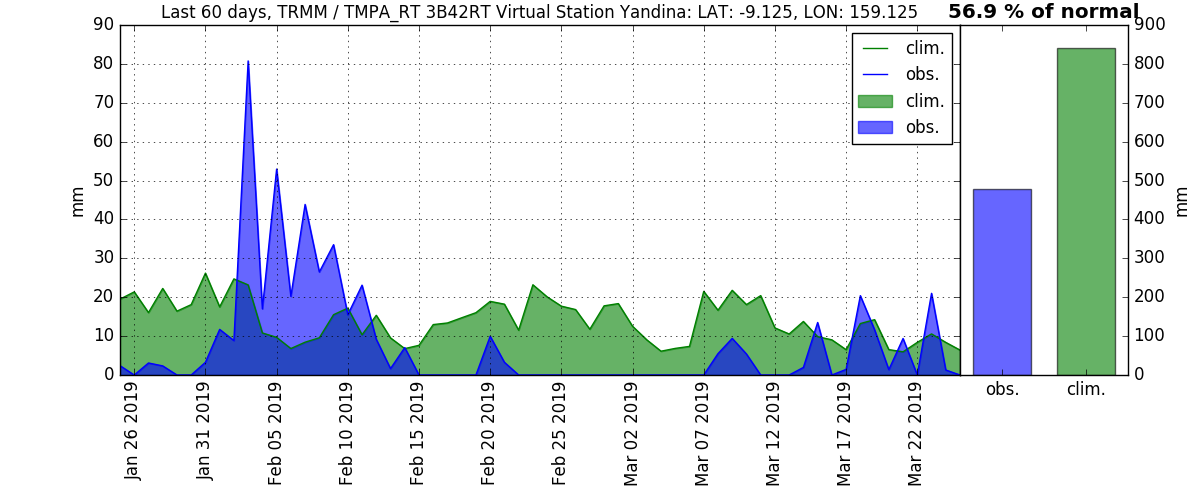 Last 60 days, TRMM / TMPA_RT 3B42RT Virtual Station Yandina: LAT: -9.125, LON: 159.125
56.9 % of normal
90
80
70
60
50
40
30
20
10
0
mm
clim.
obs.
clim.
obs.
Jan 26 2019
Jan 31 2019
Feb 05 2019
Feb 10 2019
Feb 15 2019
Feb 20 2019
Feb 25 2019
Mar 02 2019
Mar 07 2019
Mar 12 2019
Mar 17 2019
Mar 22 2019
900
800
700
600
500
400
300
200
100
0
mm
obs.
clim.